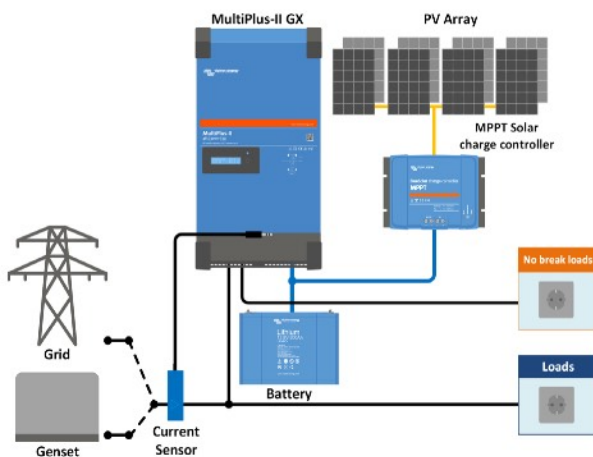 MultiPlus-II GX
PV Array
MPPT Solar
charge controller
MultiPlus-II
MPPT
No break loads
Lithium
Grid
Battery
Loads
Genset
Current
Sensor